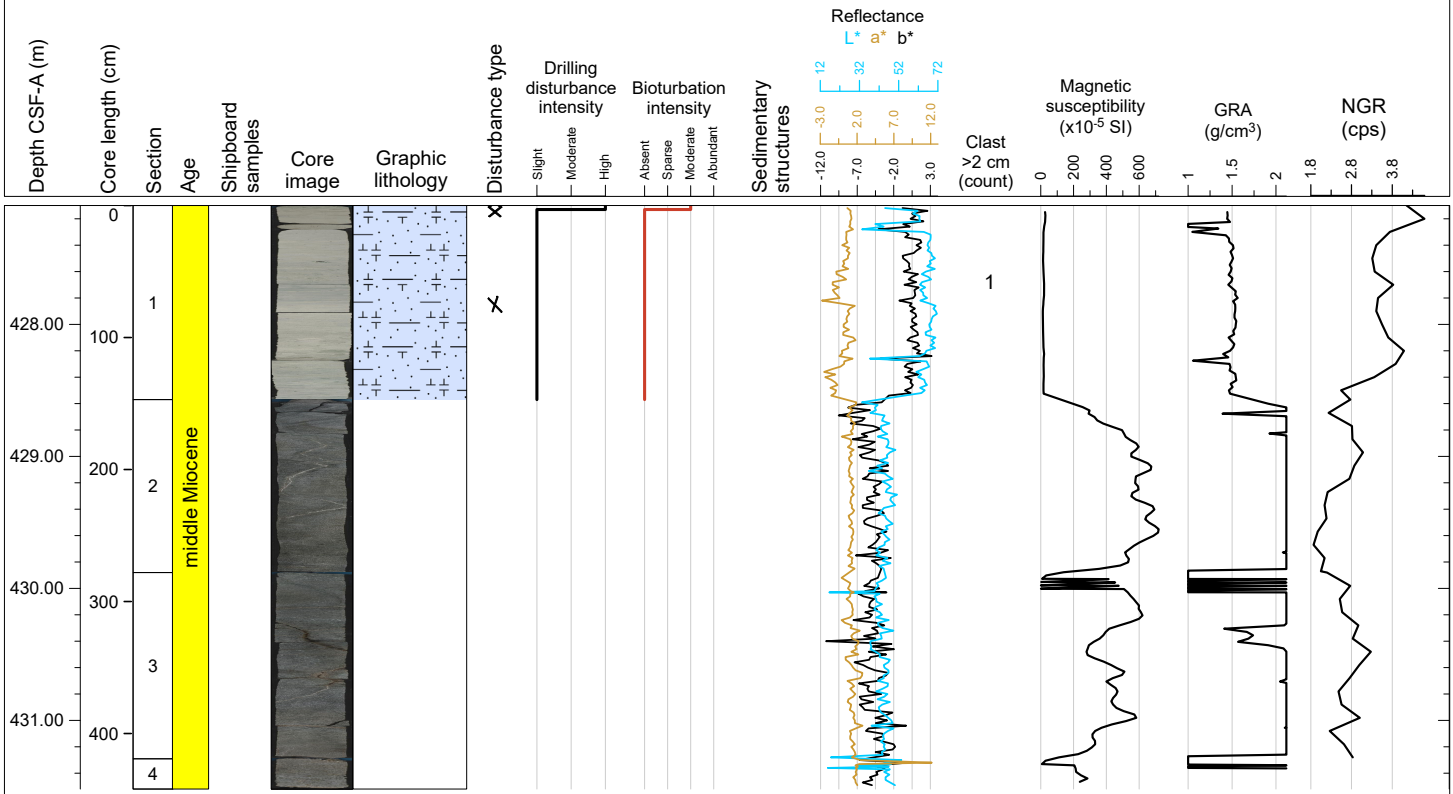 Depth CSF-A (m)
Core length (cm)
Section
Age
Shipboard
samples
Core
image
Graphic
lithology
Disturbance type
Drilling
disturbance
intensity
Slight
Moderate
High
Bioturbation
intensity
Absent
Sparse
Moderate
Abundant
Sedimentary
structures
Reflectance
L* a* b*
12 32 52 72
-3.0 2.0 7.0 12.0
-12.0 -7.0 -2.0 3.0
Clast
>2 cm
(count)
Magnetic
susceptibility
(x10-5 SI)
0 200 400 600
GRA
(g/cm3)
1 1.5 2
NGR
(cps)
1.8 2.8 3.8
428.00
429.00
430.00
431.00
0
100
200
300
400
1
2
3
4
middle Miocene
1